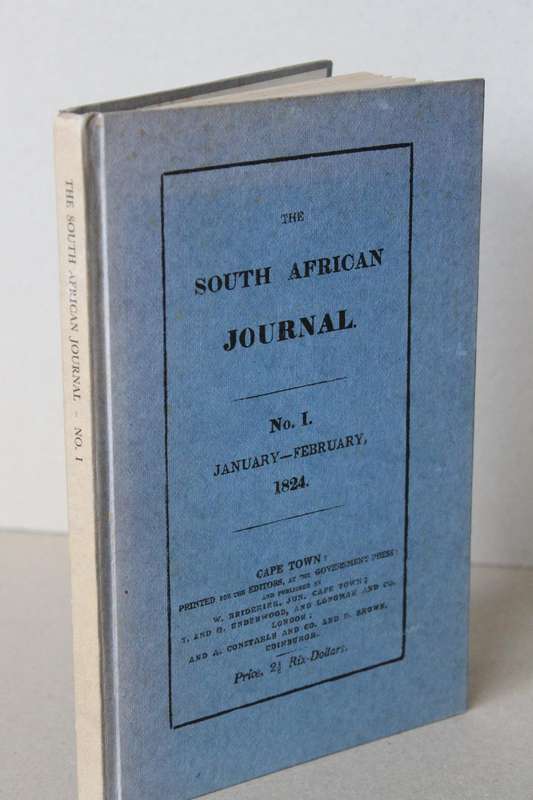 THE SOUTH AFRICAN JOURNAL - NO. I
THE
SOUTH AFRICAN
JOURNAL.
No. I.
JANUARY—FEBRUARY,
1824.
CAPE TOWN:
PRINTED FOR THE EDITORS, AT THE GOVERNMENT PRESS:
AND PUBLISHED BY
W. BRIDEKIRK, JUN. CAPE TOWN;
T. AND G. UNDERWOOD, AND LONGMAN AND CO.
LONDON;
AND A. CONSTABLE AND CO. AND D. BROWN,
EDINBURGH.
Price, 2½ Rix-Dollars.